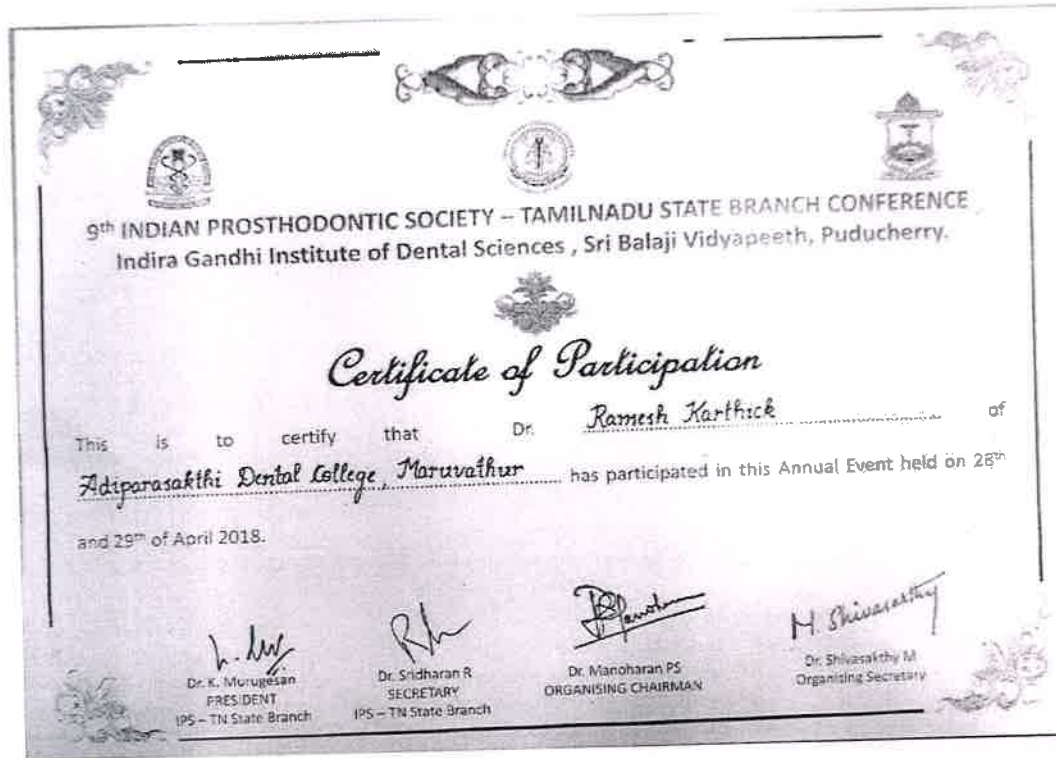 9th INDIAN PROSTHODONTIC SOCIETY – TAMILNADU STATE BRANCH CONFERENCE
Indira Gandhi Institute of Dental Sciences , Sri Balaji Vidyapeeth, Puducherry.
Certificate of Participation
This is to certify that Dr. Ramesh Karthick of
Adiparasakthi Dental College, Maruvathur has participated in this Annual Event held on 28th
and 29th of April 2018.
M. Shivasakthy
Dr. K. Murugesan
PRESIDENT
IPS – TN State Branch
Dr. Sridharan R
SECRETARY
IPS – TN State Branch
Dr. Manoharan PS
ORGANISING CHAIRMAN
Dr. Shivasakthy M
Organising Secretary